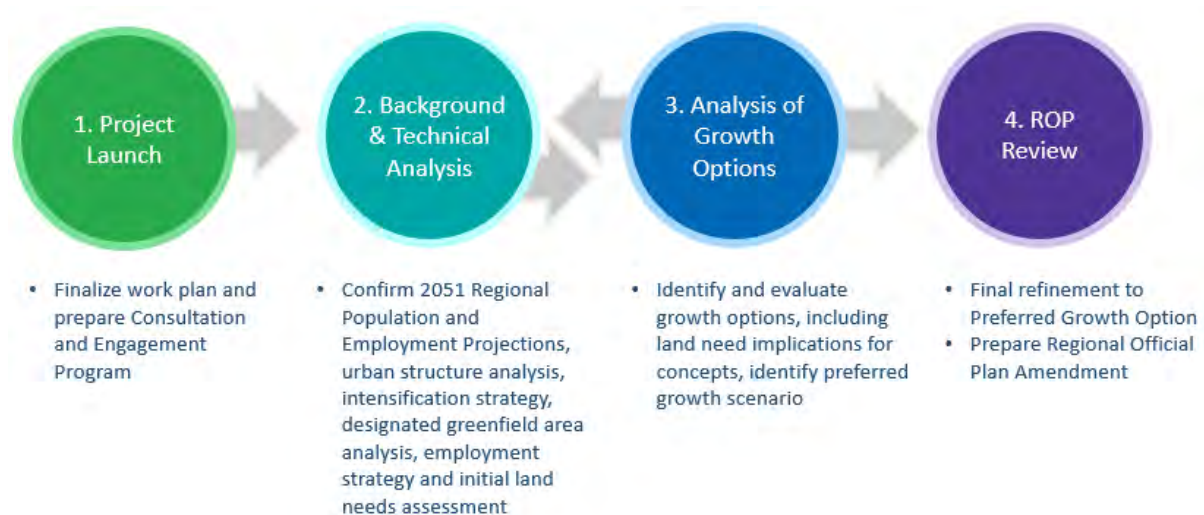 1. Project
Launch
2. Background
& Technical
Analysis
3. Analysis of
Growth
Options
4. ROP
Review
• Finalize work plan and
prepare Consultation
and Engagement
Program
• Confirm 2051 Regional
Population and
Employment Projections,
urban structure analysis,
intensification strategy,
designated greenfield area
analysis, employment
strategy and initial land
needs assessment
• Identify and evaluate
growth options, including
land need implications for
concepts, identify preferred
growth scenario
• Final refinement to
Preferred Growth Option
• Prepare Regional Official
Plan Amendment